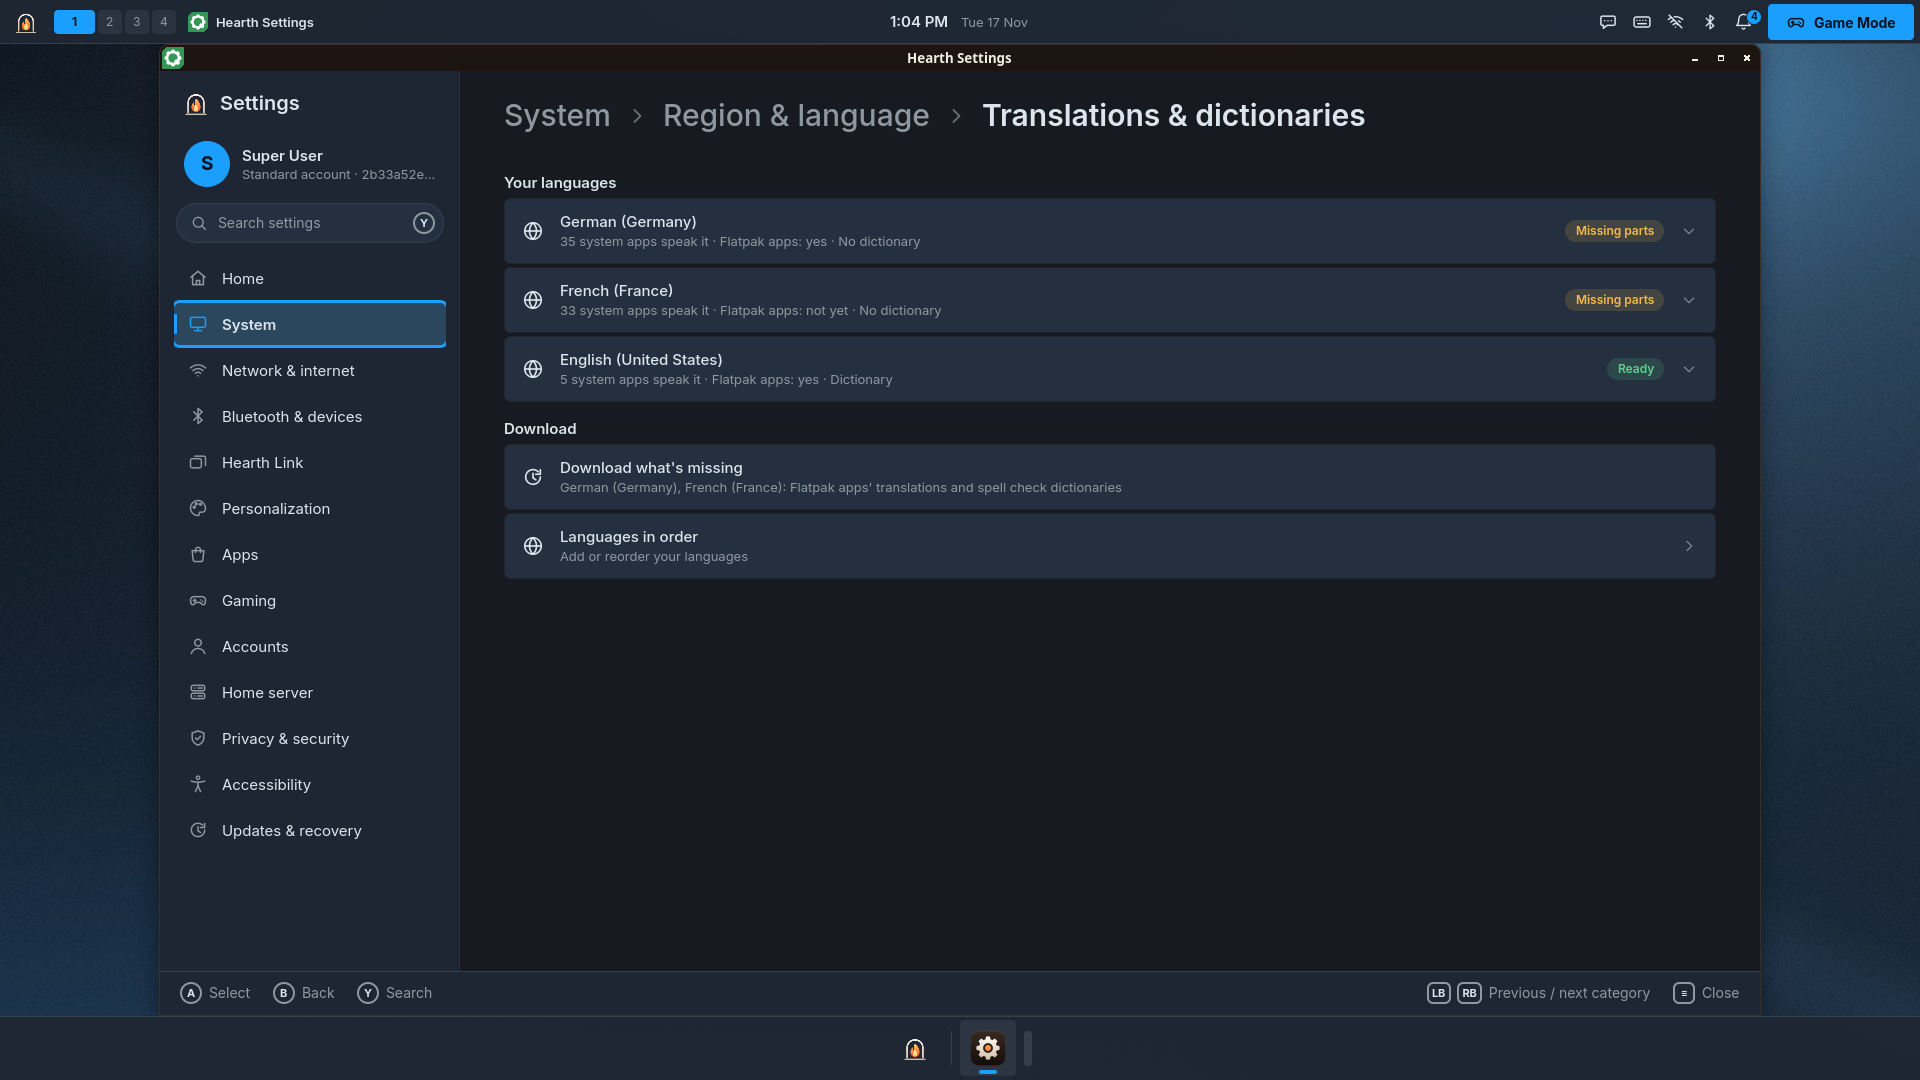 1 2 3 4 Hearth Settings 1:04 PM Tue 17 Nov 4 Game Mode
Hearth Settings
Settings
S Super User
Standard account · 2b33a52e...
Search settings Y
Home
System
Network & internet
Bluetooth & devices
Hearth Link
Personalization
Apps
Gaming
Accounts
Home server
Privacy & security
Accessibility
Updates & recovery
System > Region & language > Translations & dictionaries
Your languages
German (Germany)
35 system apps speak it · Flatpak apps: yes · No dictionary
Missing parts
French (France)
33 system apps speak it · Flatpak apps: not yet · No dictionary
Missing parts
English (United States)
5 system apps speak it · Flatpak apps: yes · Dictionary
Ready
Download
Download what's missing
German (Germany), French (France): Flatpak apps' translations and spell check dictionaries
Languages in order
Add or reorder your languages
A Select B Back Y Search LB RB Previous / next category ≡ Close